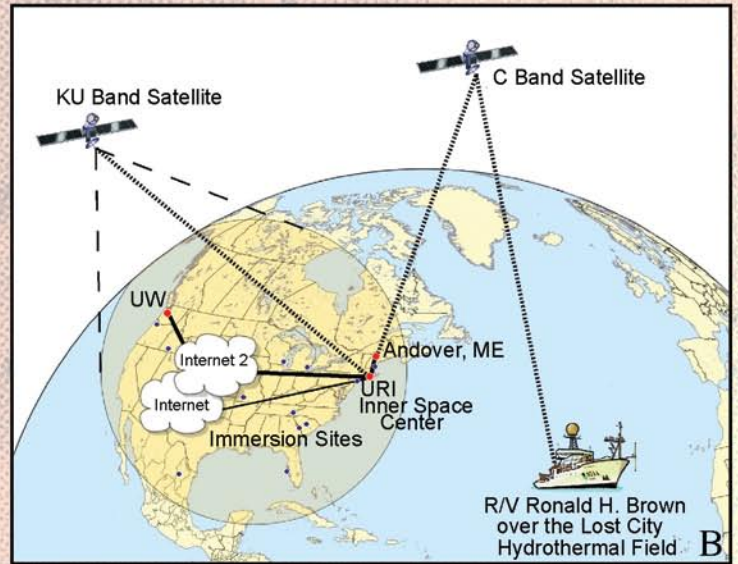 KU Band Satellite
C Band Satellite
UW
Internet 2
Internet
Andover, ME
URI
Inner Space
Center
Immersion Sites
R/V Ronald H. Brown
over the Lost City
Hydrothermal Field
B